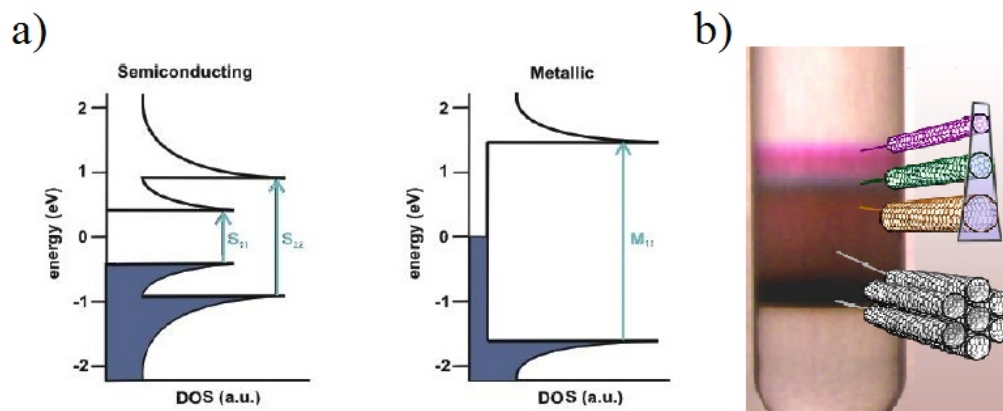 a)
Semiconducting
2
1
0
-1
-2
energy (eV)
S₁₁
S₂₂
DOS (a.u.)
Metallic
2
1
0
-1
-2
energy (eV)
M₁₁
DOS (a.u.)
b)